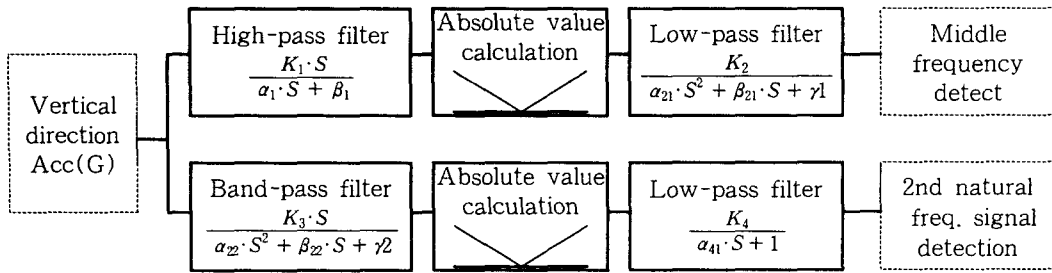 Vertical
direction
Acc(G)
High-pass filter
K₁·S
α₁·S + β₁
Absolute value
calculation
Low-pass filter
K₂
α₂₁·S² + β₂₁·S + γ1
Middle
frequency
detect
Band-pass filter
K₃·S
α₂₂·S² + β₂₂·S + γ2
Absolute value
calculation
Low-pass filter
K₄
α₄₁·S + 1
2nd natural
freq. signal
detection